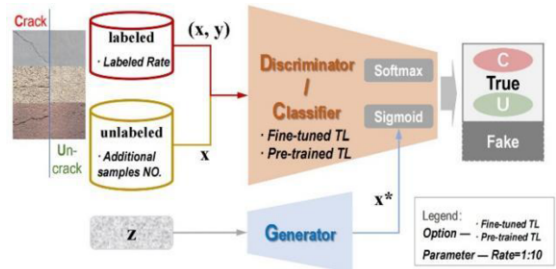 Crack
Un-
crack
labeled
· Labeled Rate
(x, y)
unlabeled
· Additional
samples NO.
x
Discriminator
/
Classifier
· Fine-tuned TL
· Pre-trained TL
Softmax
Sigmoid
C
True
U
Fake
z
Generator
x*
Legend:
Option — · Fine-tuned TL
· Pre-trained TL
Parameter — Rate=1:10